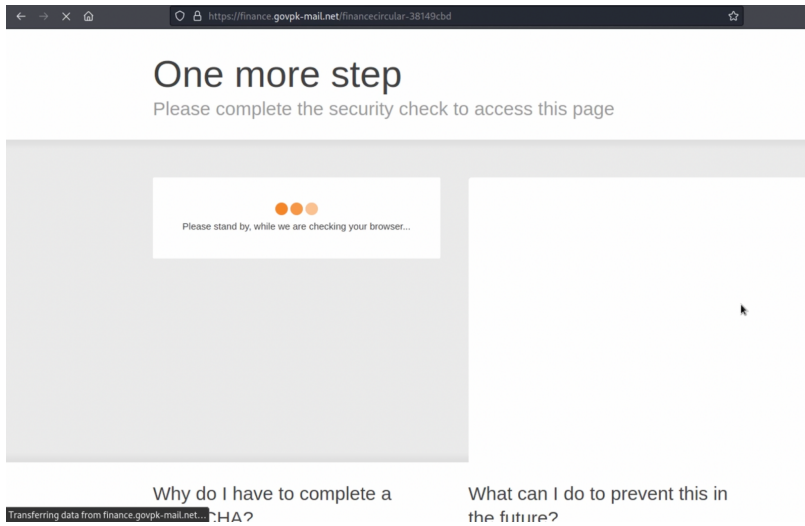 https://finance.govpk-mail.net/financecircular-38149cbd
One more step
Please complete the security check to access this page
Please stand by, while we are checking your browser...
Why do I have to complete a
CHA?
What can I do to prevent this in
the future?
Transferring data from finance.govpk-mail.net...